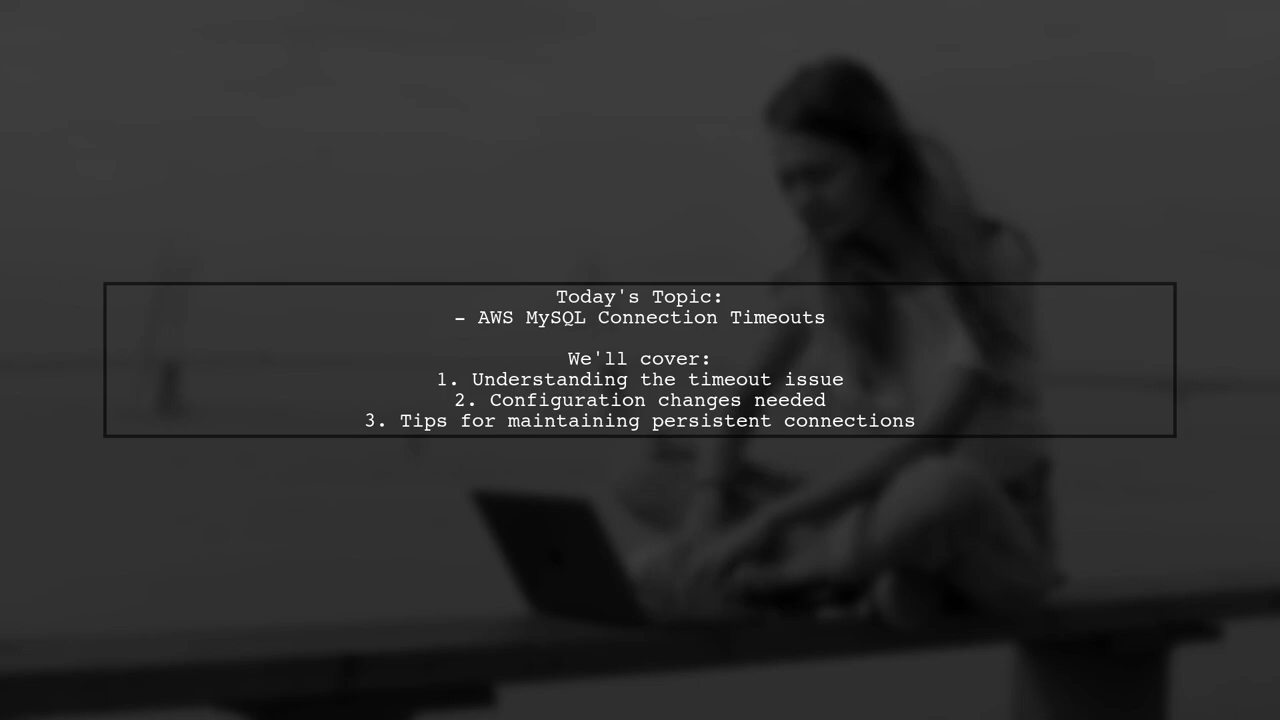 Today's Topic:
- AWS MySQL Connection Timeouts
We'll cover:
1. Understanding the timeout issue
2. Configuration changes needed
3. Tips for maintaining persistent connections